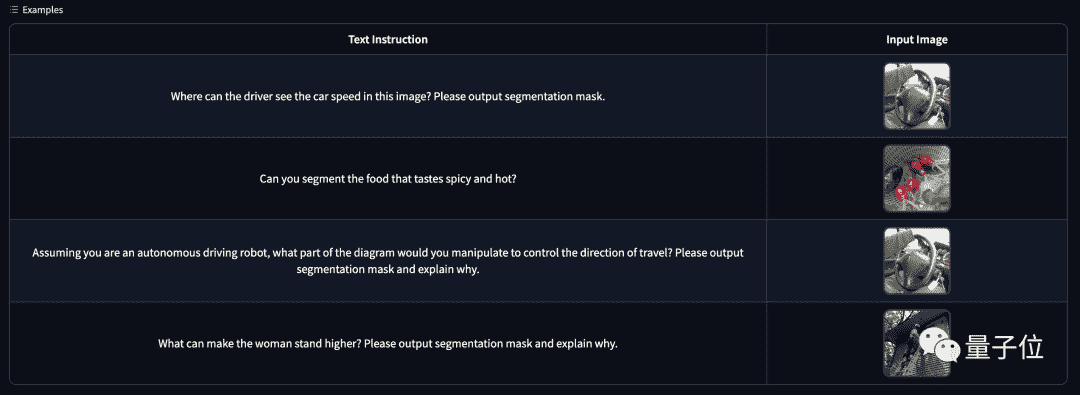 Examples
Text Instruction
Input Image
Where can the driver see the car speed in this image? Please output segmentation mask.
Can you segment the food that tastes spicy and hot?
Assuming you are an autonomous driving robot, what part of the diagram would you manipulate to control the direction of travel? Please output
segmentation mask and explain why.
What can make the woman stand higher? Please output segmentation mask and explain why.
量子位